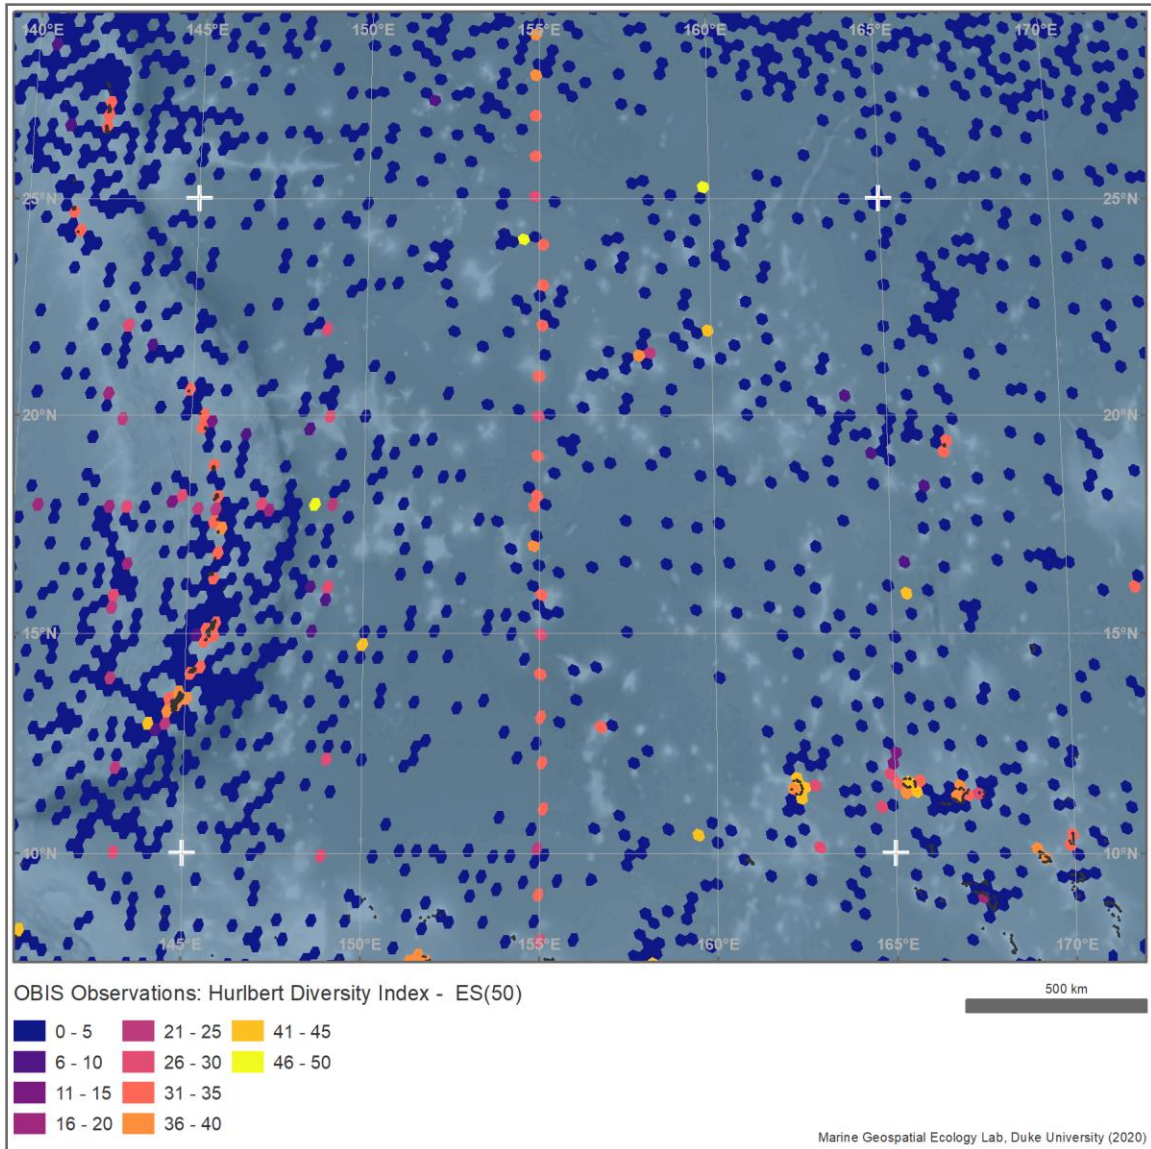 140°E 145°E 150°E 155°E 160°E 165°E 170°E
25°N 25°N
20°N 20°N
15°N 15°N
10°N 10°N
145°E 150°E 155°E 160°E 165°E 170°E
OBIS Observations: Hurlbert Diversity Index - ES(50)
500 km
0 - 5 21 - 25 41 - 45
6 - 10 26 - 30 46 - 50
11 - 15 31 - 35
16 - 20 36 - 40
Marine Geospatial Ecology Lab, Duke University (2020)